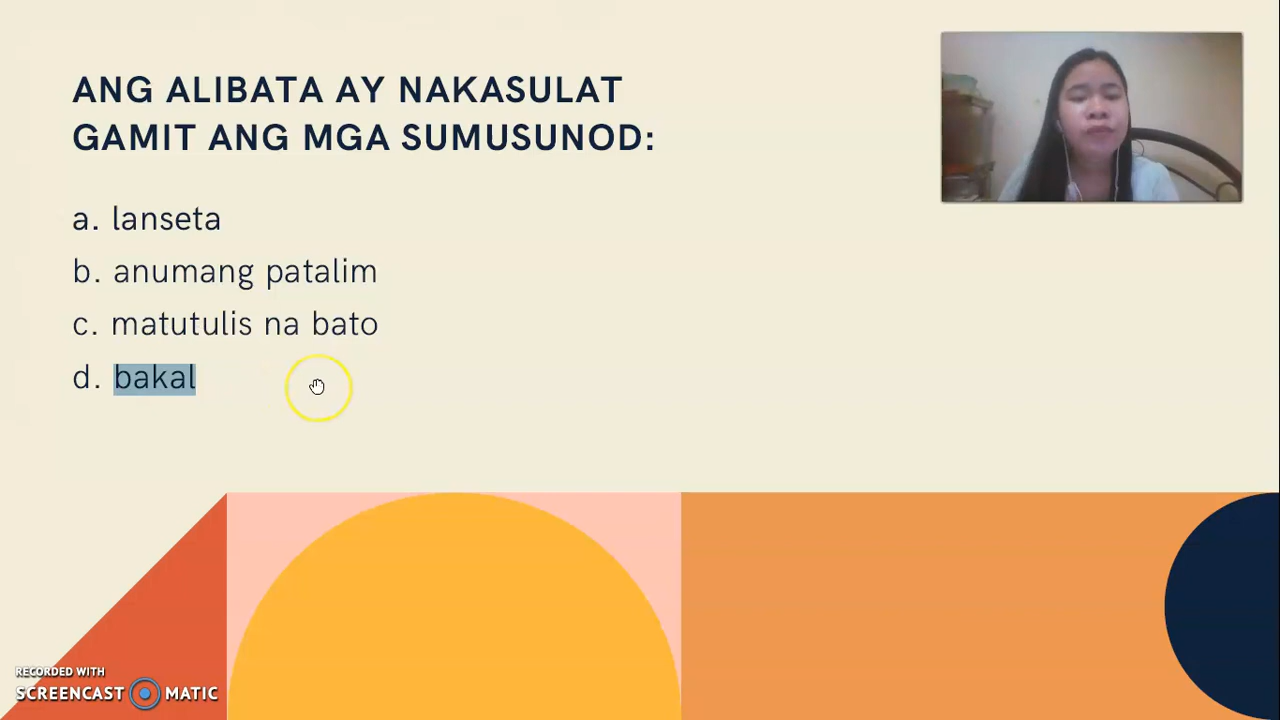 ANG ALIBATA AY NAKASULAT
GAMIT ANG MGA SUMUSUNOD:
a. lanseta
b. anumang patalim
c. matutulis na bato
d. bakal
RECORDED WITH
SCREENCAST MATIC